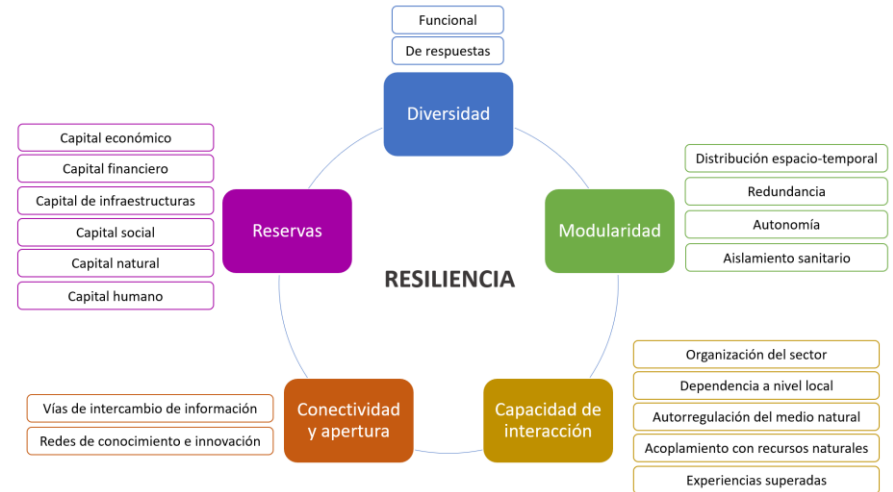 Funcional
De respuestas
Diversidad
Distribución espacio-temporal
Redundancia
Autonomía
Aislamiento sanitario
Modularidad
Organización del sector
Dependencia a nivel local
Autorregulación del medio natural
Acoplamiento con recursos naturales
Experiencias superadas
Capacidad de
interacción
Vías de intercambio de información
Redes de conocimiento e innovación
Conectividad
y apertura
Capital económico
Capital financiero
Capital de infraestructuras
Capital social
Capital natural
Capital humano
Reservas
RESILIENCIA